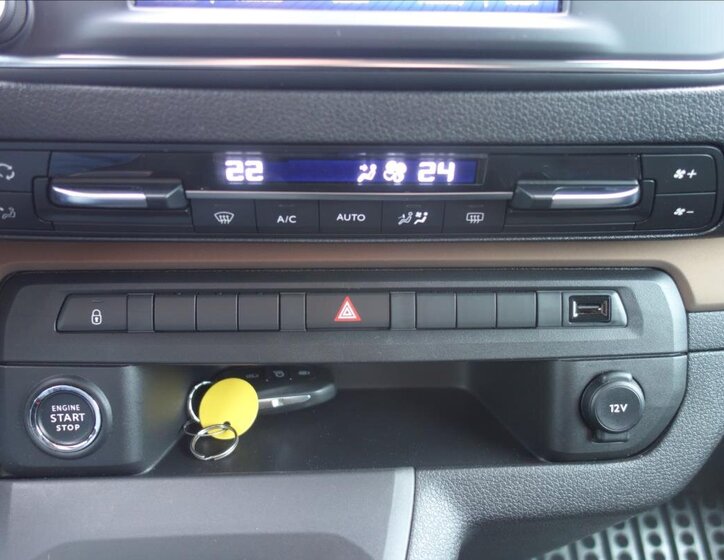 22 24
A/C AUTO
ENGINE
START
STOP
12V